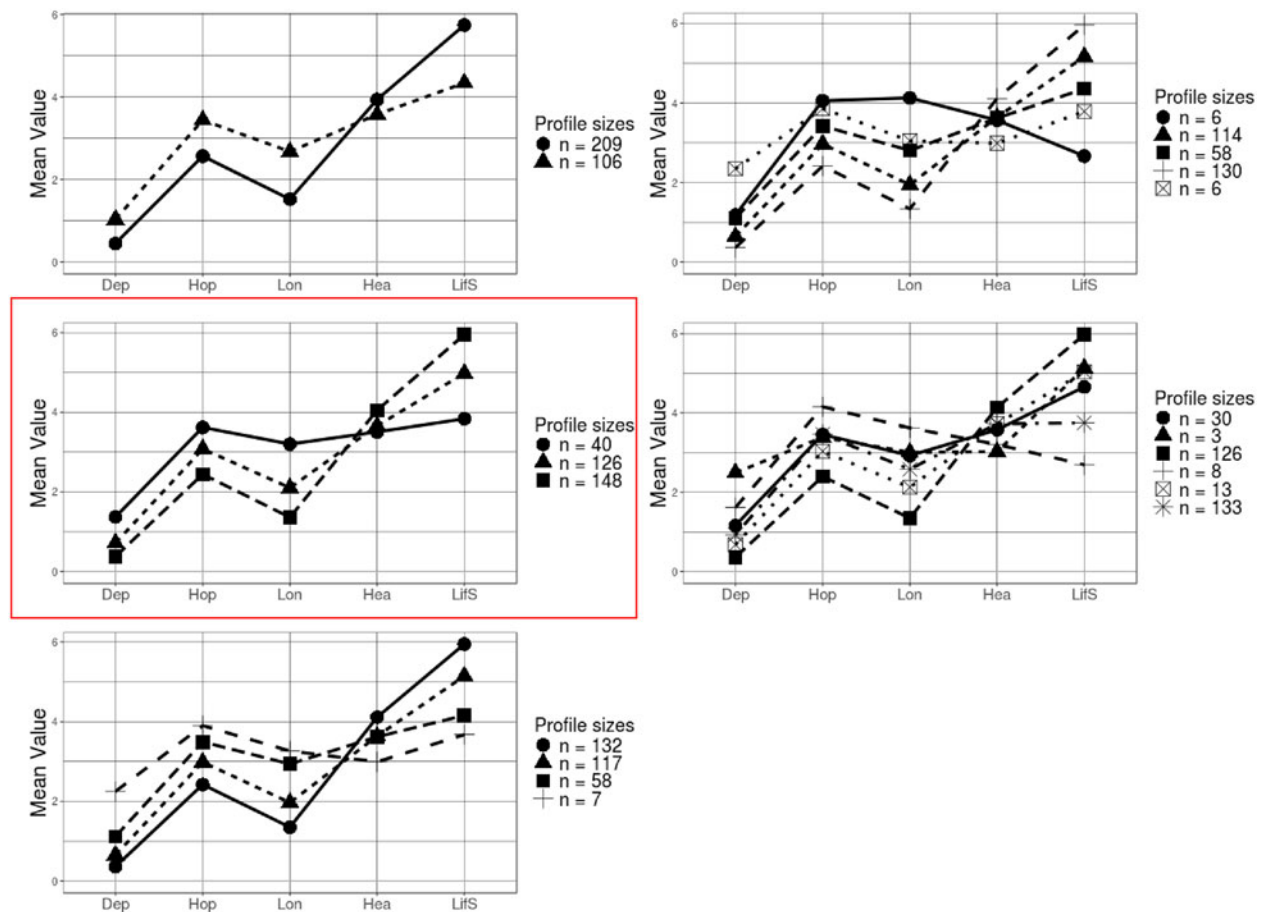 Mean Value
6
4
2
0
Dep Hop Lon Hea LifS
Profile sizes
n = 209
n = 106
Mean Value
6
4
2
0
Dep Hop Lon Hea LifS
Profile sizes
n = 6
n = 114
n = 58
n = 130
n = 6
Mean Value
6
4
2
0
Dep Hop Lon Hea LifS
Profile sizes
n = 40
n = 126
n = 148
Mean Value
6
4
2
0
Dep Hop Lon Hea LifS
Profile sizes
n = 30
n = 3
n = 126
n = 8
n = 13
n = 133
Mean Value
6
4
2
0
Dep Hop Lon Hea LifS
Profile sizes
n = 132
n = 117
n = 58
n = 7